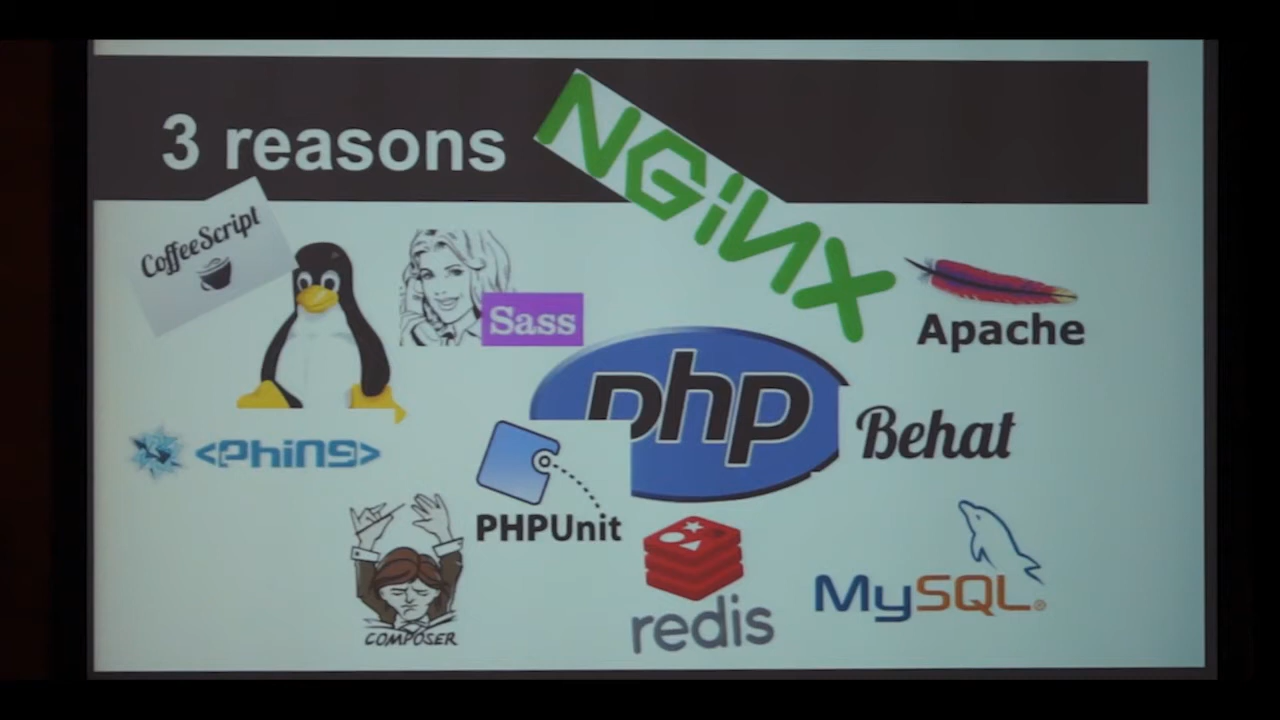 3 reasons
NGiNX
CoffeeScript
Sass
Apache
php
Behat
<phing>
PHPUnit
COMPOSER
redis
MySQL®